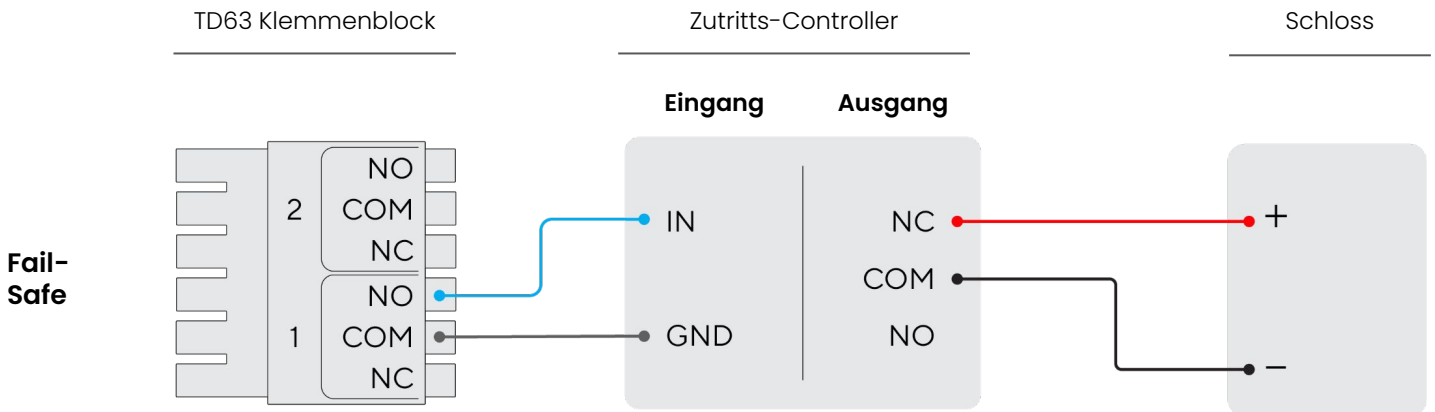 TD63 Klemmenblock
Zutritts-Controller
Schloss
Eingang
Ausgang
Fail-
Safe
2
NO
COM
NC
1
NO
COM
NC
IN
GND
NC
COM
NO
+
−